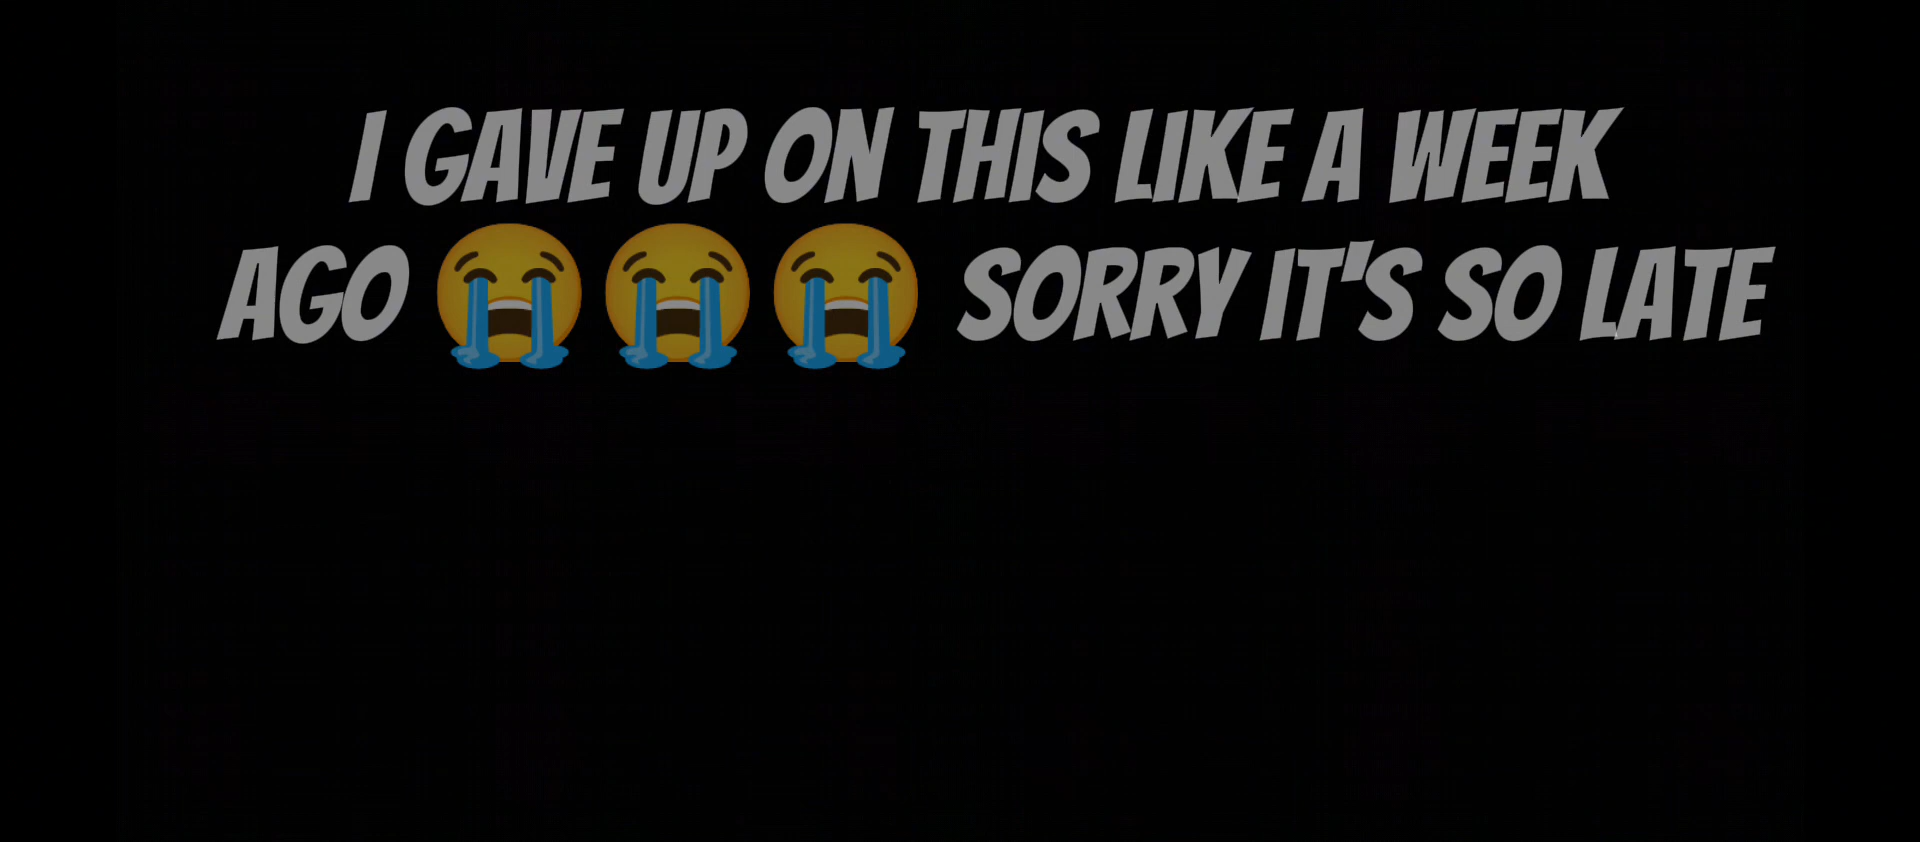 I GAVE UP ON THIS LIKE A WEEK
AGO 😭😭😭 SORRY IT'S SO LATE